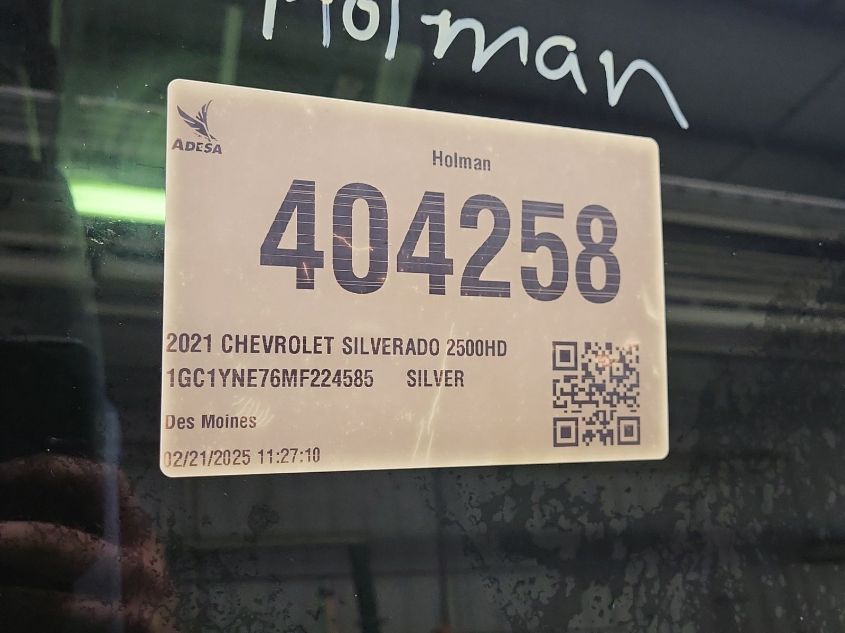 Holman
ADESA
Holman
404258
2021 CHEVROLET SILVERADO 2500HD
1GC1YNE76MF224585 SILVER
Des Moines
02/21/2025 11:27:10